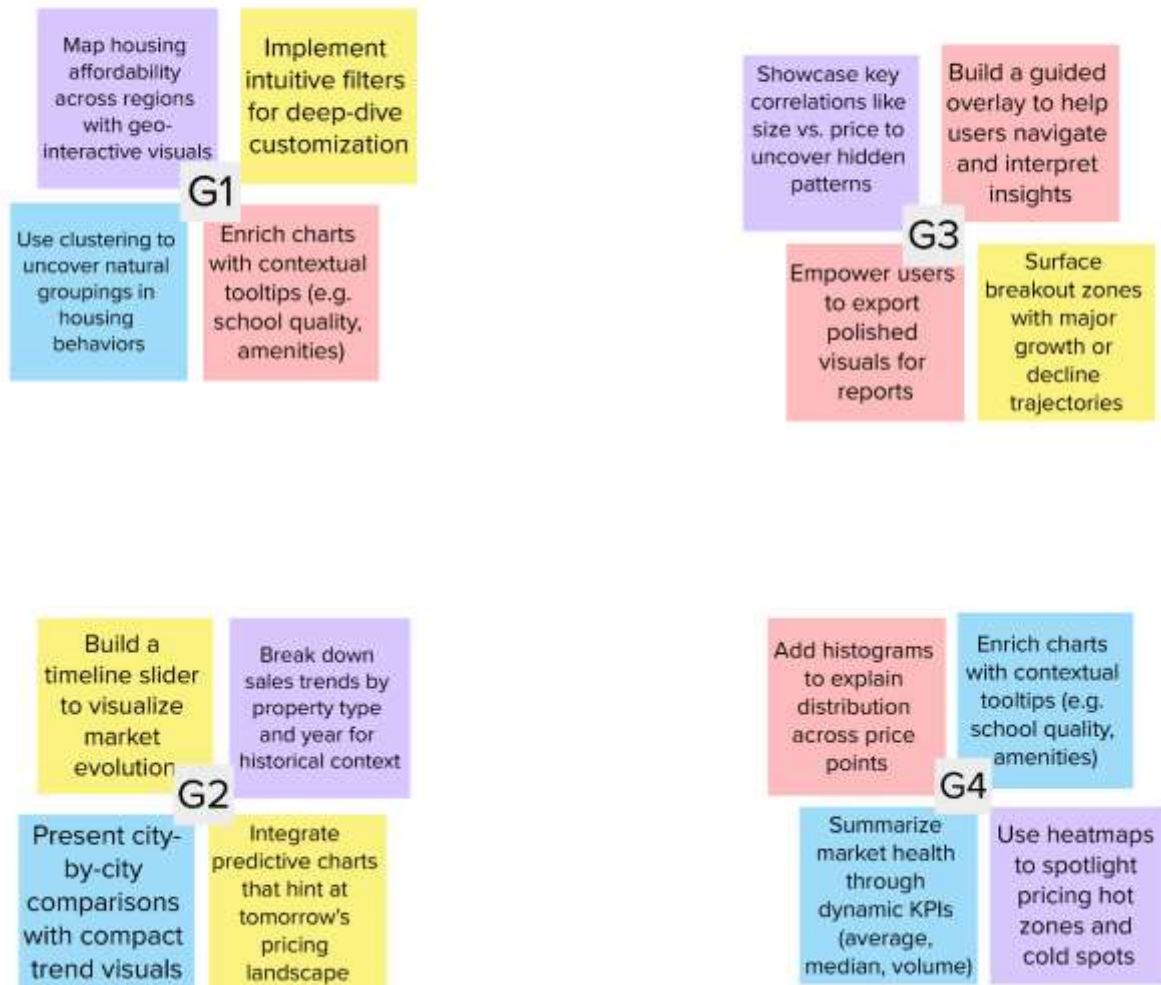 Map housing
affordability
across regions
with geo-
interactive visuals
Implement
intuitive filters
for deep-dive
customization
G1
Use clustering to
uncover natural
groupings in
housing
behaviors
Enrich charts
with contextual
tooltips (e.g.
school quality,
amenities)
Showcase key
correlations like
size vs. price to
uncover hidden
patterns
Build a guided
overlay to help
users navigate
and interpret
insights
G3
Empower users
to export
polished
visuals for
reports
Surface
breakout zones
with major
growth or
decline
trajectories
Build a
timeline slider
to visualize
market
evolution
Break down
sales trends by
property type
and year for
historical context
G2
Present city-
by-city
comparisons
with compact
trend visuals
Integrate
predictive charts
that hint at
tomorrow's
pricing
landscape
Add histograms
to explain
distribution
across price
points
Enrich charts
with contextual
tooltips (e.g.
school quality,
amenities)
G4
Summarize
market health
through
dynamic KPIs
(average,
median, volume)
Use heatmaps
to spotlight
pricing hot
zones and
cold spots